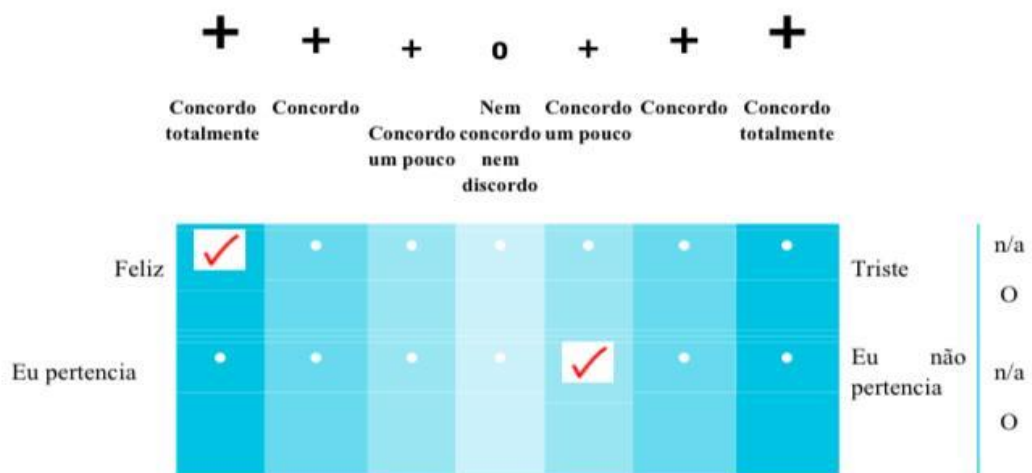 + + + o + + +
Concordo Concordo Nem Concordo Concordo Concordo
totalmente Concordo concordo um pouco totalmente
um pouco nem
discordo
Feliz Triste n/a
O
Eu pertencia Eu não n/a
pertencia
O